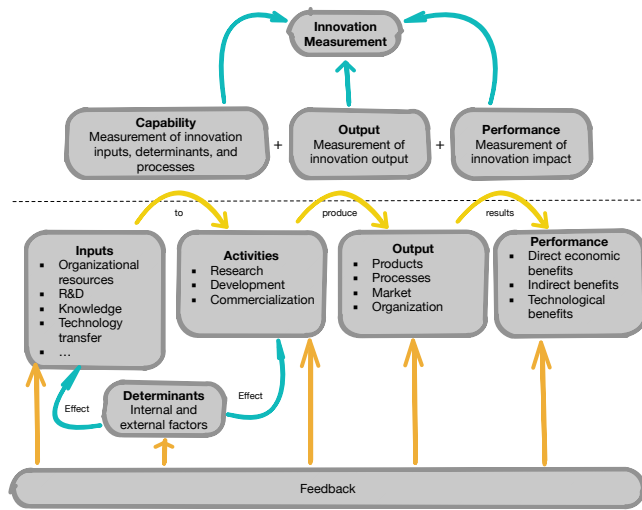 Innovation
Measurement
Capability
Measurement of innovation
inputs, determinants, and
processes
+
Output
Measurement of
innovation output
+
Performance
Measurement of
innovation impact
to
produce
results
Inputs
▪ Organizational
resources
▪ R&D
▪ Knowledge
▪ Technology
transfer
▪ …
Activities
▪ Research
▪ Development
▪ Commercialization
Output
▪ Products
▪ Processes
▪ Market
▪ Organization
Performance
▪ Direct economic
benefits
▪ Indirect benefits
▪ Technological
benefits
Effect
Determinants
Internal and
external factors
Effect
Feedback